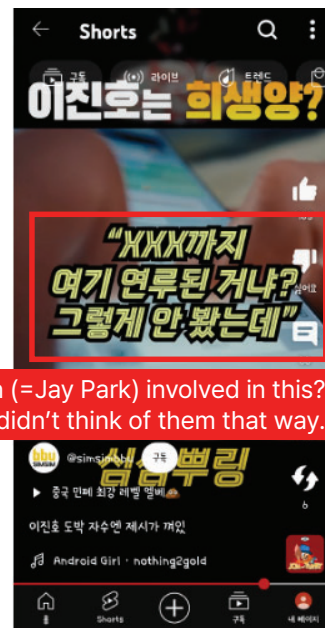 Shorts
구독 라이브 트렌드
이진호는 희생양?
"XXX까지
여기 연루된 거냐?
싫어요
그렇게 안 봤는데"
(=Jay Park) involved in this?
didn't think of them that way.
심심뿌링
구독
▶ 중국 민폐 최강 레벨 엘베
6
이진호 도박 자수엔 제시가 껴있
Android Girl · nothing2gold
홈 Shorts 구독 내 페이지